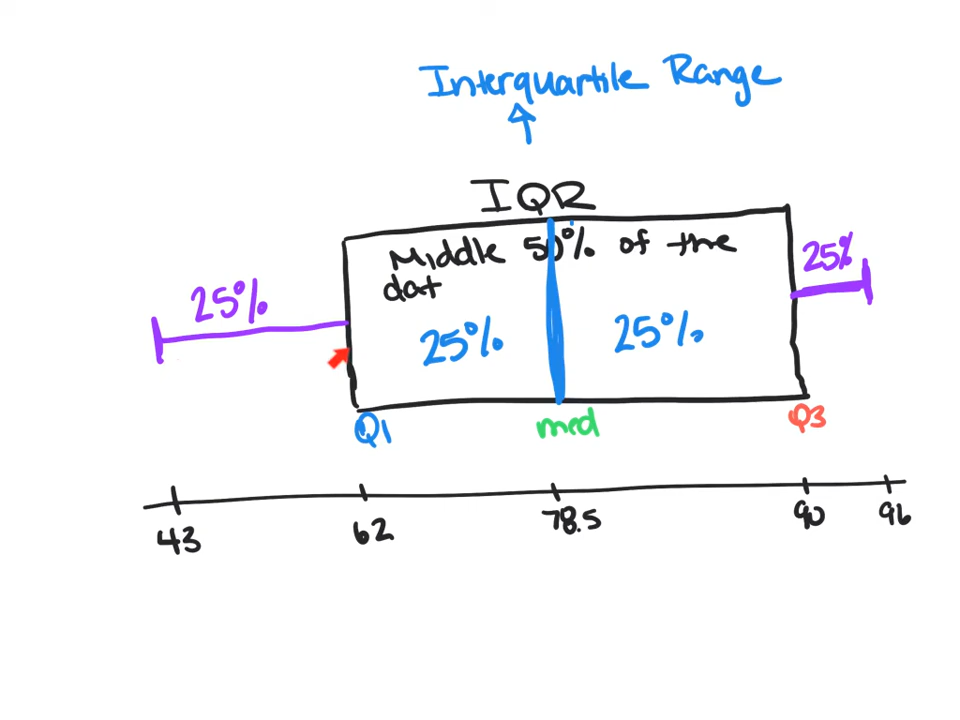 Interquartile Range
IQR
Middle 50% of the
dat
25%
25%
25%
25%
Q1
med
Q3
43
62
78.5
90
96